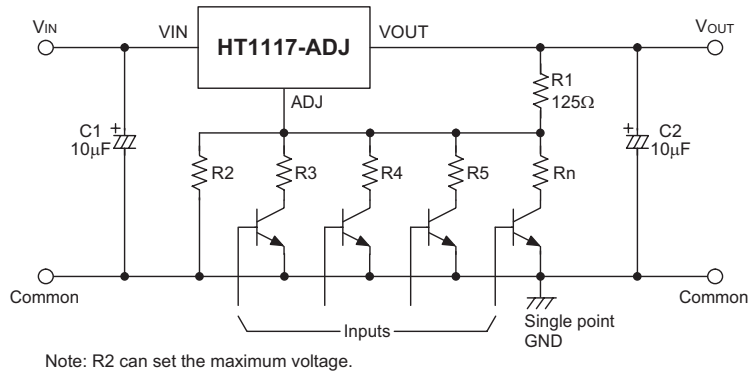 VIN
VIN
HT1117-ADJ
VOUT
VOUT
ADJ
R1
125Ω
C1
+
10μF
R2
R3
R4
R5
Rn
+
C2
10μF
Common
Inputs
Single point
GND
Common
Note: R2 can set the maximum voltage.